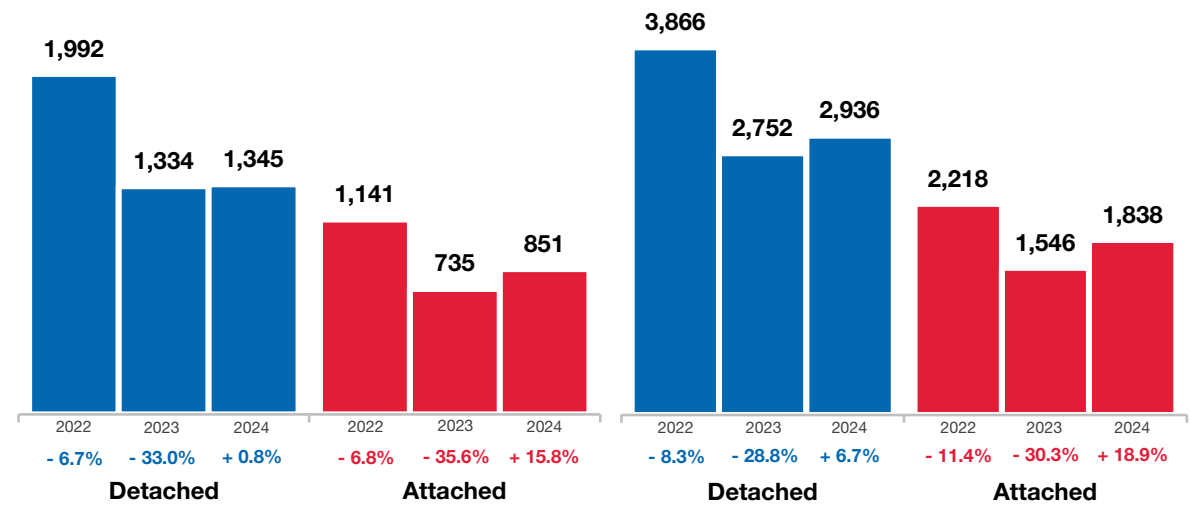 1,992
1,334
1,345
1,141
735
851
2022 2023 2024 2022 2023 2024
- 6.7% - 33.0% + 0.8% - 6.8% - 35.6% + 15.8%
Detached Attached
3,866
2,752
2,936
2,218
1,546
1,838
2022 2023 2024 2022 2023 2024
- 8.3% - 28.8% + 6.7% - 11.4% - 30.3% + 18.9%
Detached Attached